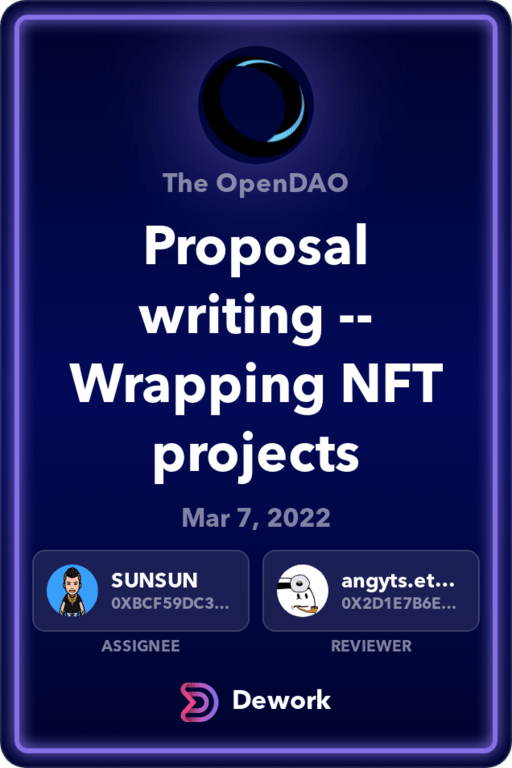 The OpenDAO
Proposal
writing --
Wrapping NFT
projects
Mar 7, 2022
SUNSUN
0XBCF59DC3...
ASSIGNEE
angyts.et...
0X2D1E7B6E...
REVIEWER
Dework